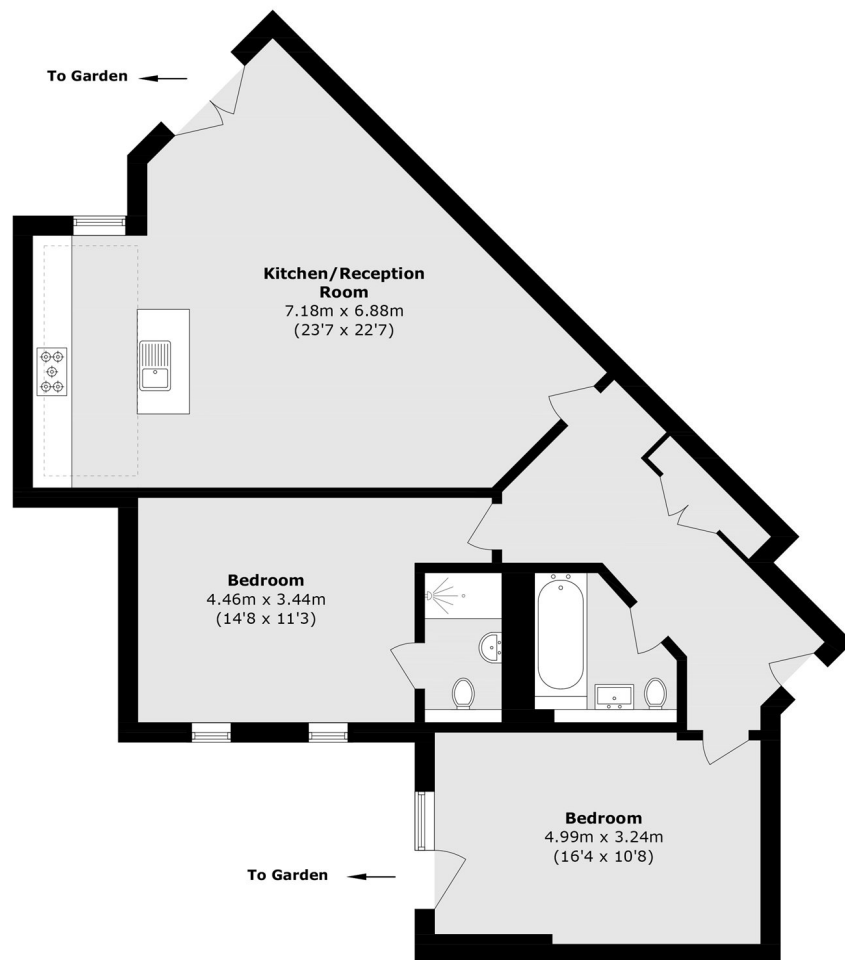 To Garden
Kitchen/Reception
Room
7.18m x 6.88m
(23'7 x 22'7)
Bedroom
4.46m x 3.44m
(14'8 x 11'3)
Bedroom
4.99m x 3.24m
(16'4 x 10'8)
To Garden